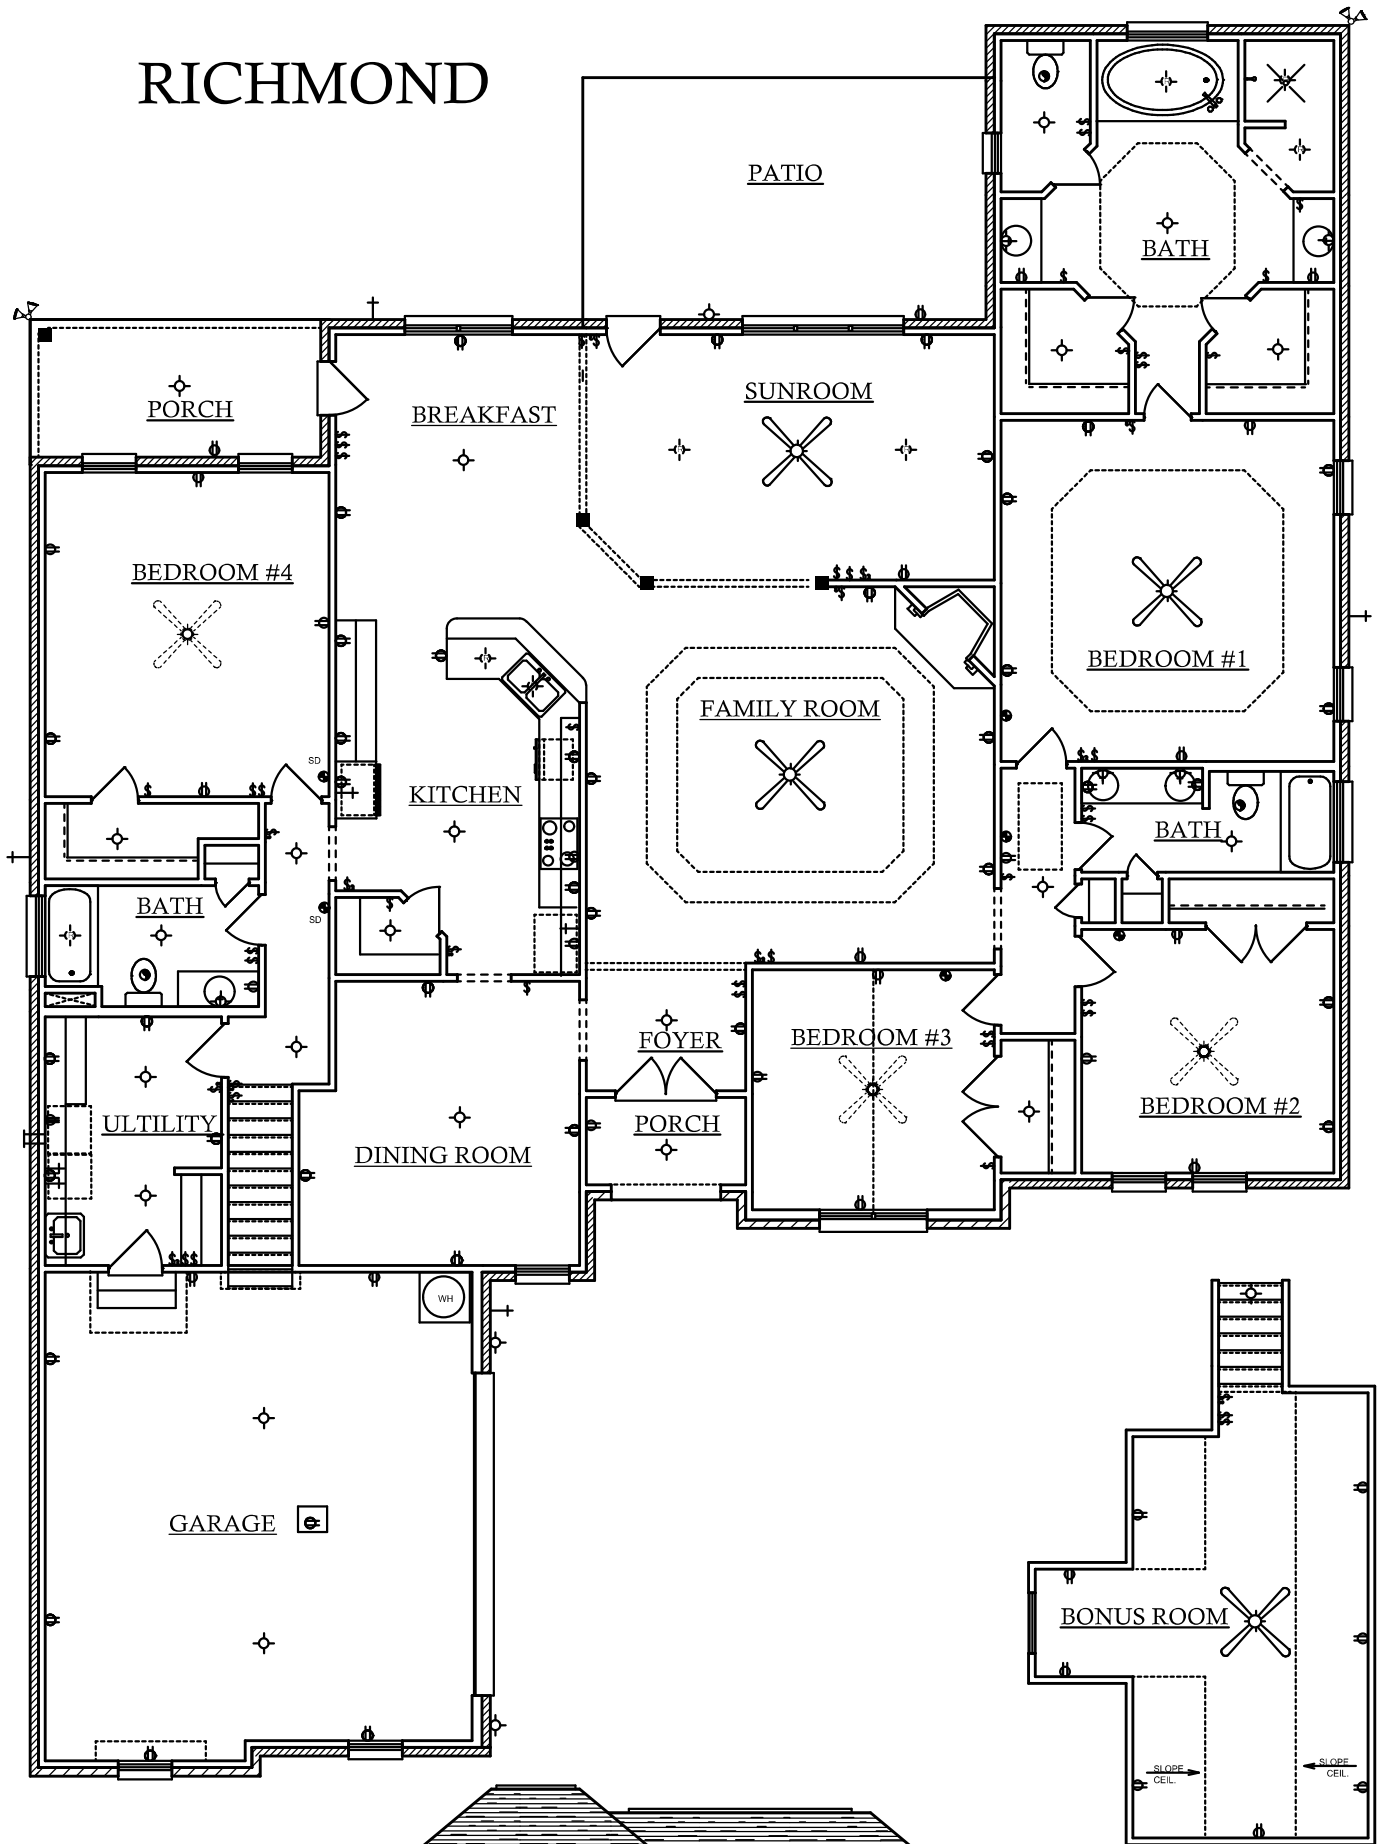 RICHMOND
PATIO
BATH
PORCH
BREAKFAST
SUNROOM
BEDROOM #4
BEDROOM #1
FAMILY ROOM
SD
KITCHEN
BATH
BATH
SD
FOYER
BEDROOM #3
BEDROOM #2
ULTILITY
PORCH
DINING ROOM
WH
GARAGE
BONUS ROOM
SLOPE
CEIL.
SLOPE
CEIL.